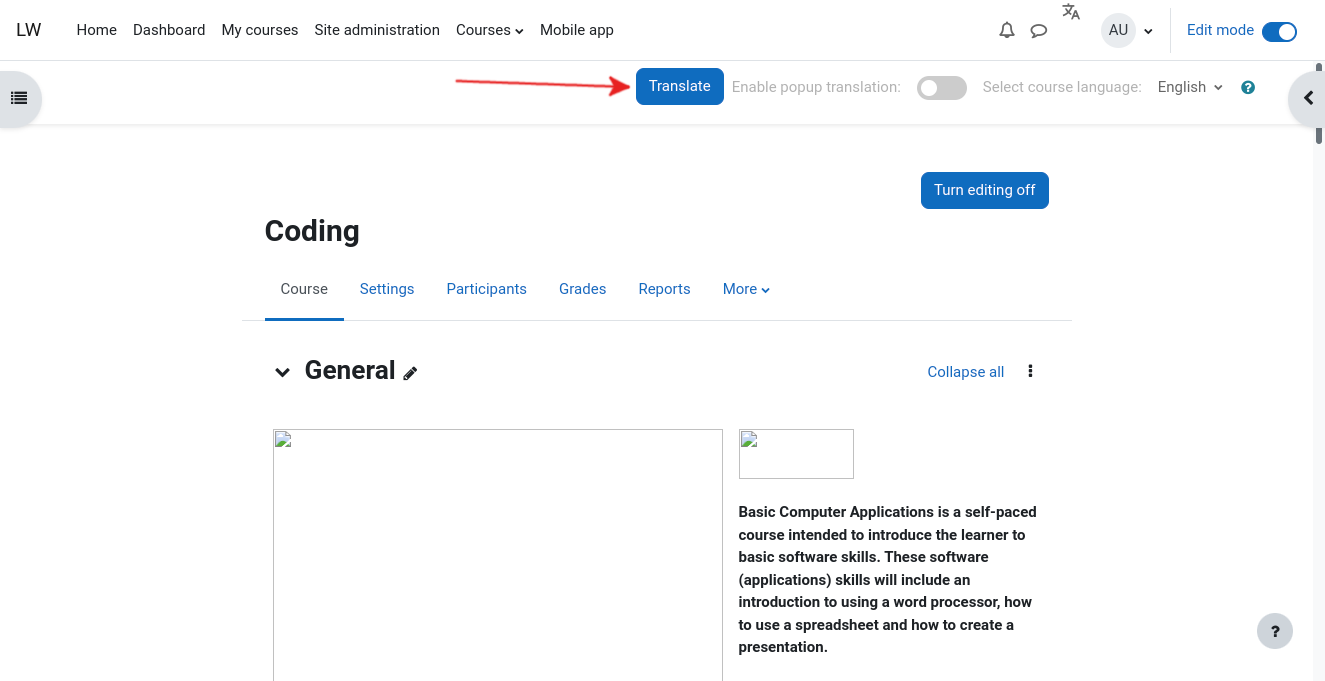 LW Home Dashboard My courses Site administration Courses Mobile app AU Edit mode
Translate Enable popup translation: Select course language: English ?
Turn editing off
Coding
Course Settings Participants Grades Reports More
General Collapse all
Basic Computer Applications is a self-paced
course intended to introduce the learner to
basic software skills. These software
(applications) skills will include an
introduction to using a word processor, how
to use a spreadsheet and how to create a
presentation.
?